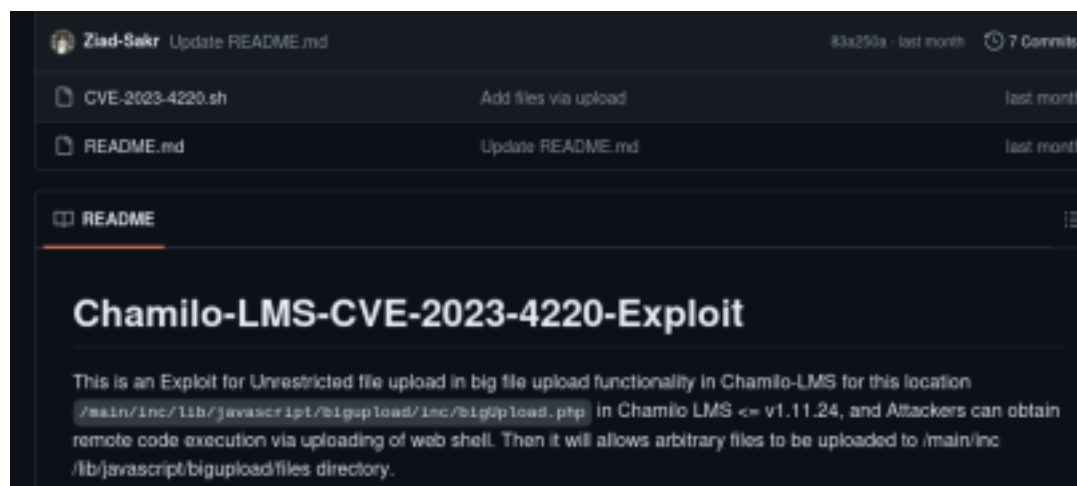 Ziad-Sakr Update README.md 83a250a · last month 7 Commits
CVE-2023-4220.sh Add files via upload last month
README.md Update README.md last month
README
Chamilo-LMS-CVE-2023-4220-Exploit
This is an Exploit for Unrestricted file upload in big file upload functionality in Chamilo-LMS for this location
/main/inc/lib/javascript/bigupload/inc/bigUpload.php in Chamilo LMS <= v1.11.24, and Attackers can obtain
remote code execution via uploading of web shell. Then it will allows arbitrary files to be uploaded to /main/inc
/lib/javascript/bigupload/files directory.